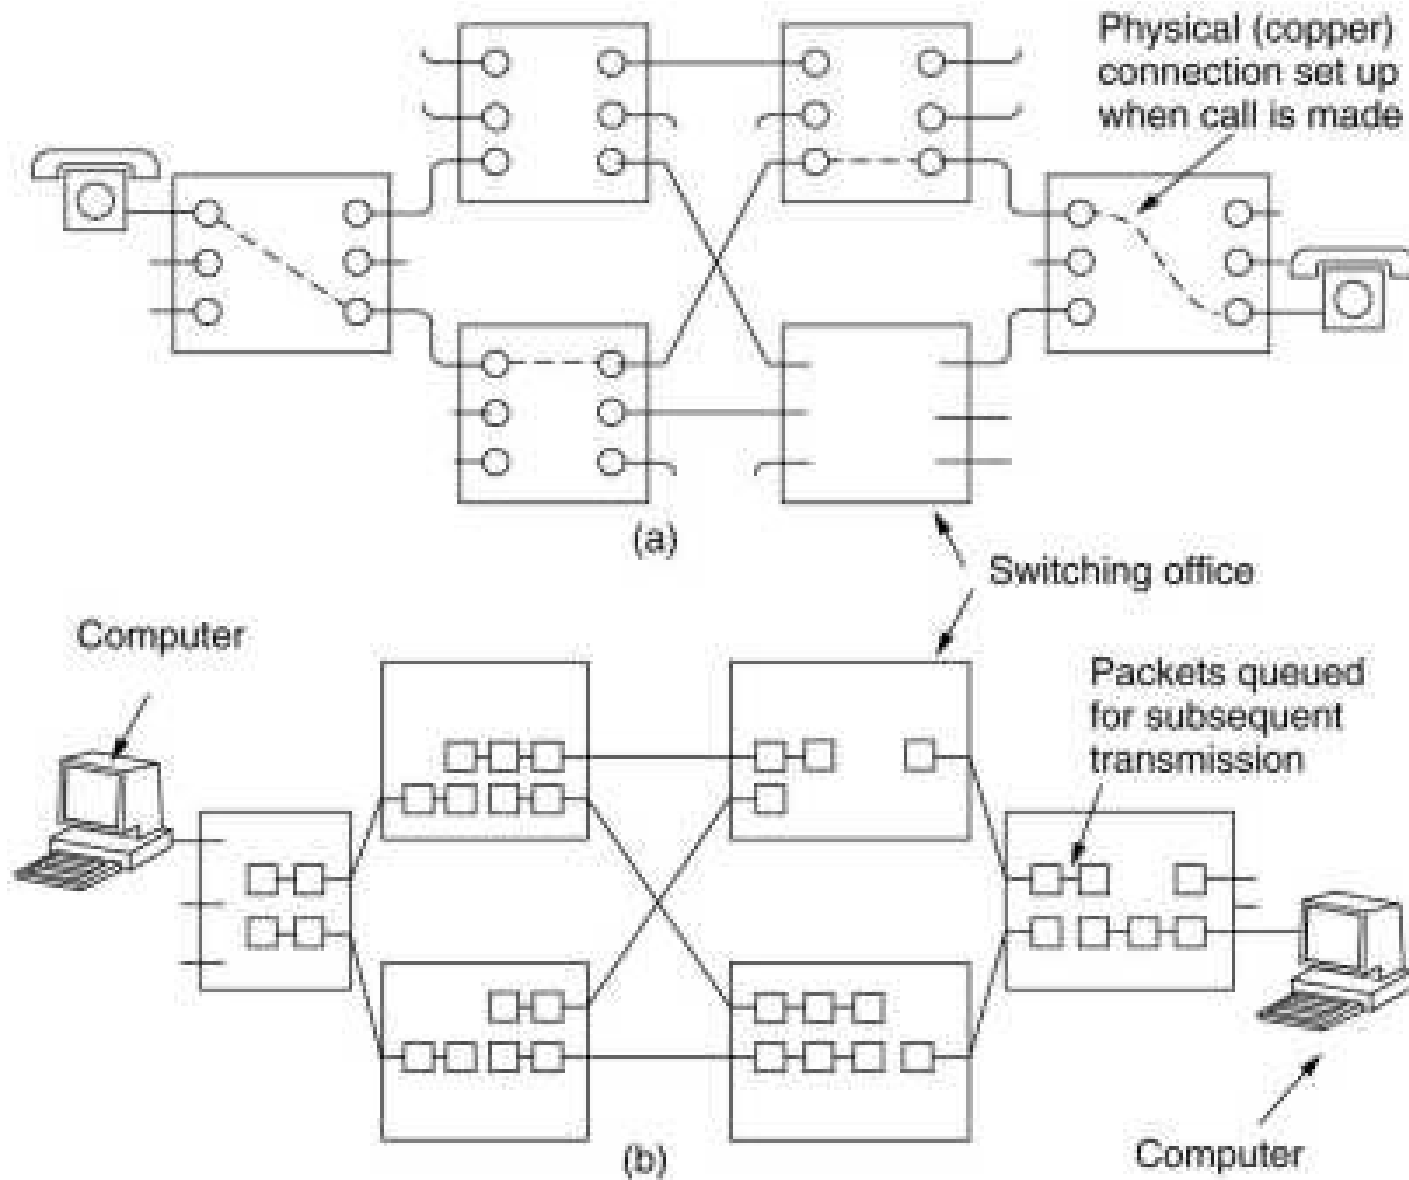 Physical (copper)
connection set up
when call is made
(a)
Switching office
Computer
Packets queued
for subsequent
transmission
(b)
Computer